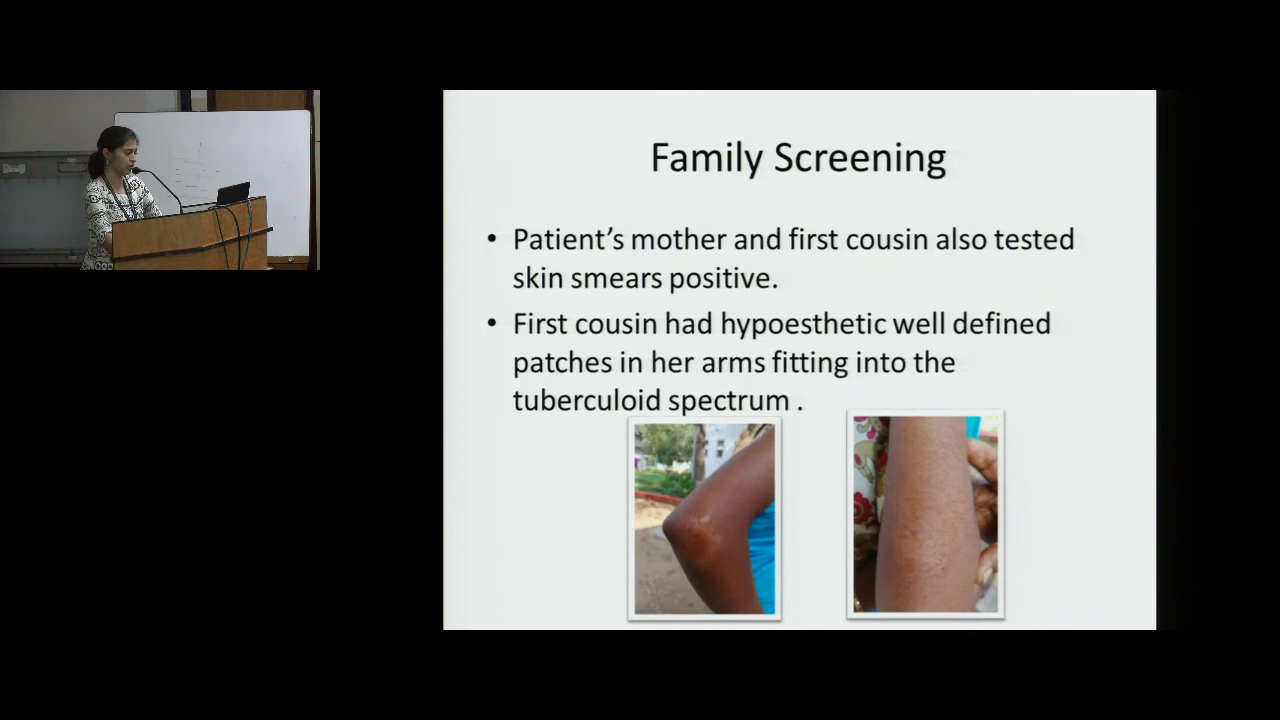 Family Screening
• Patient's mother and first cousin also tested
skin smears positive.
• First cousin had hypoesthetic well defined
patches in her arms fitting into the
tuberculoid spectrum .